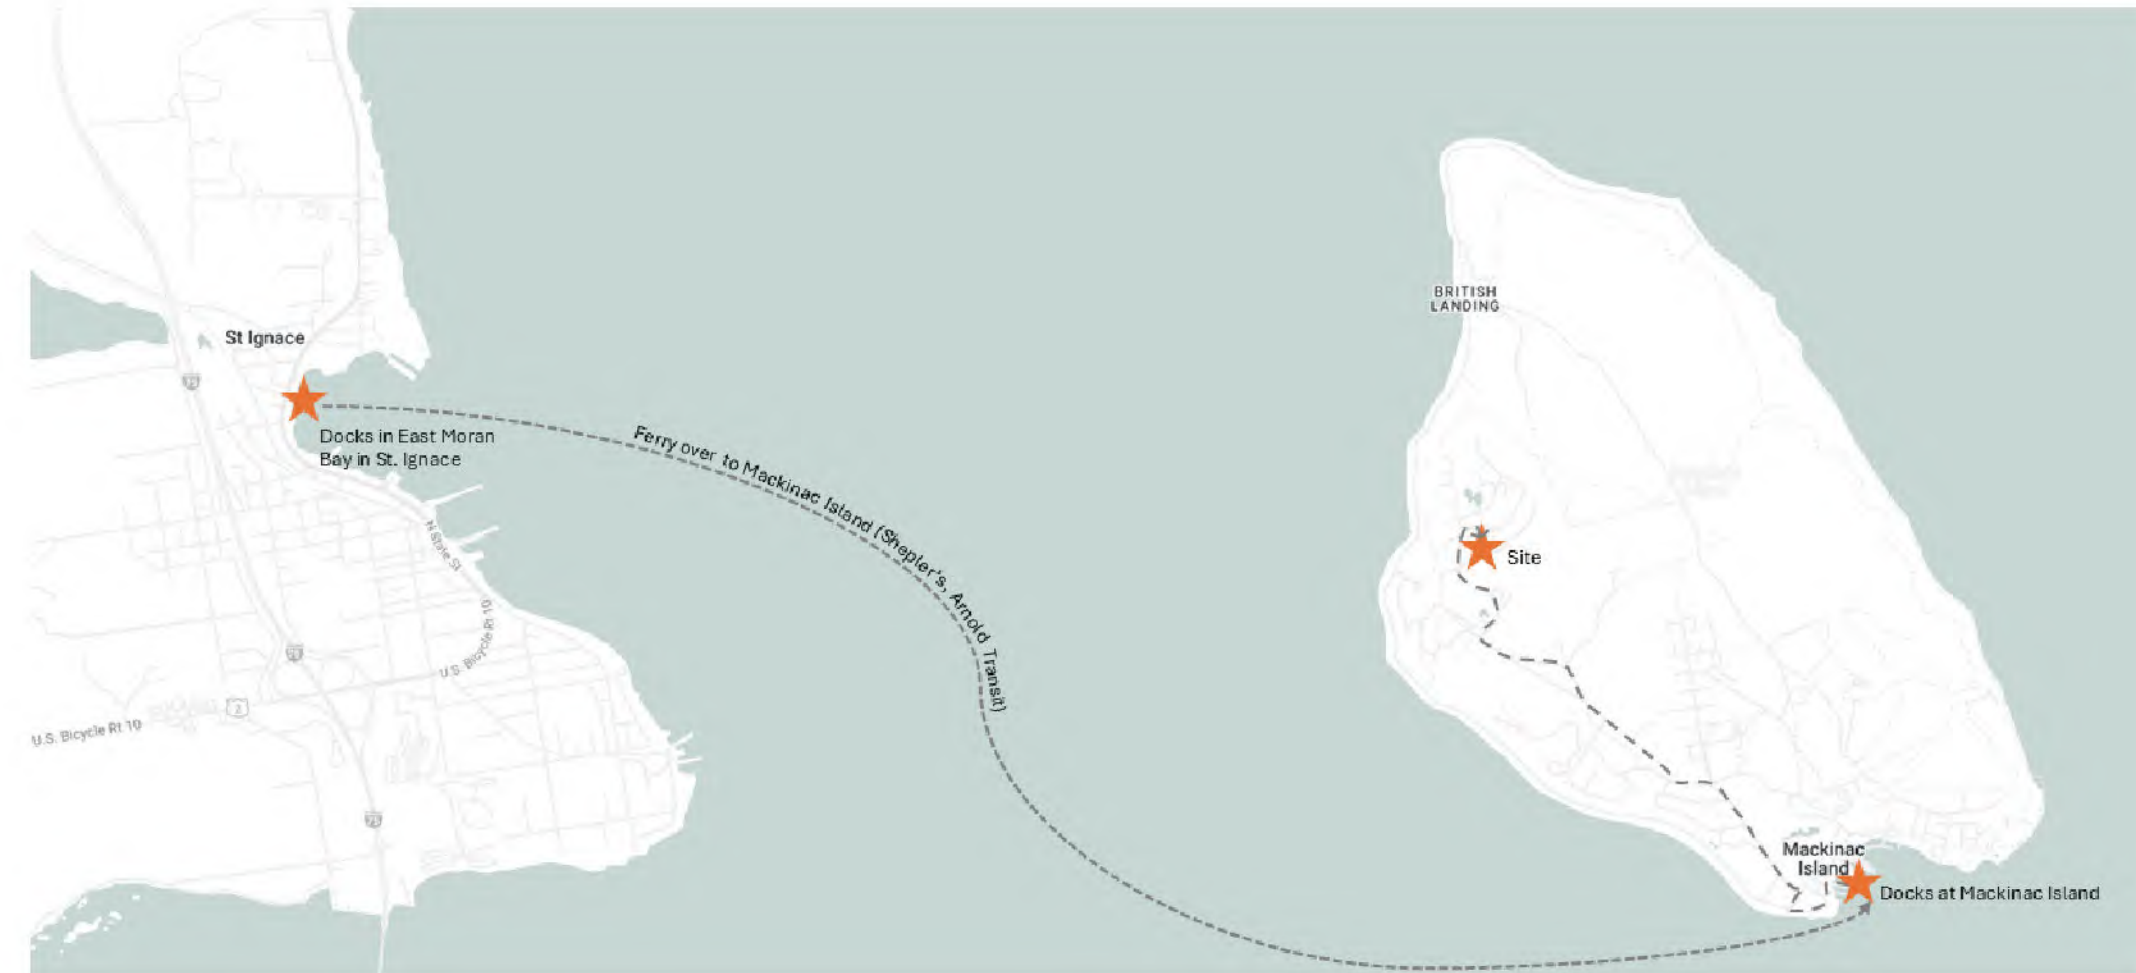 St Ignace
Docks in East Moran
Bay in St. Ignace
Ferry over to Mackinac Island (Shepler's, Arnold Transit)
BRITISH
LANDING
Site
N State St
U.S. Bicycle Rt 10
U.S. Bicycle Rt 10
2
Mackinac
Island
Docks at Mackinac Island